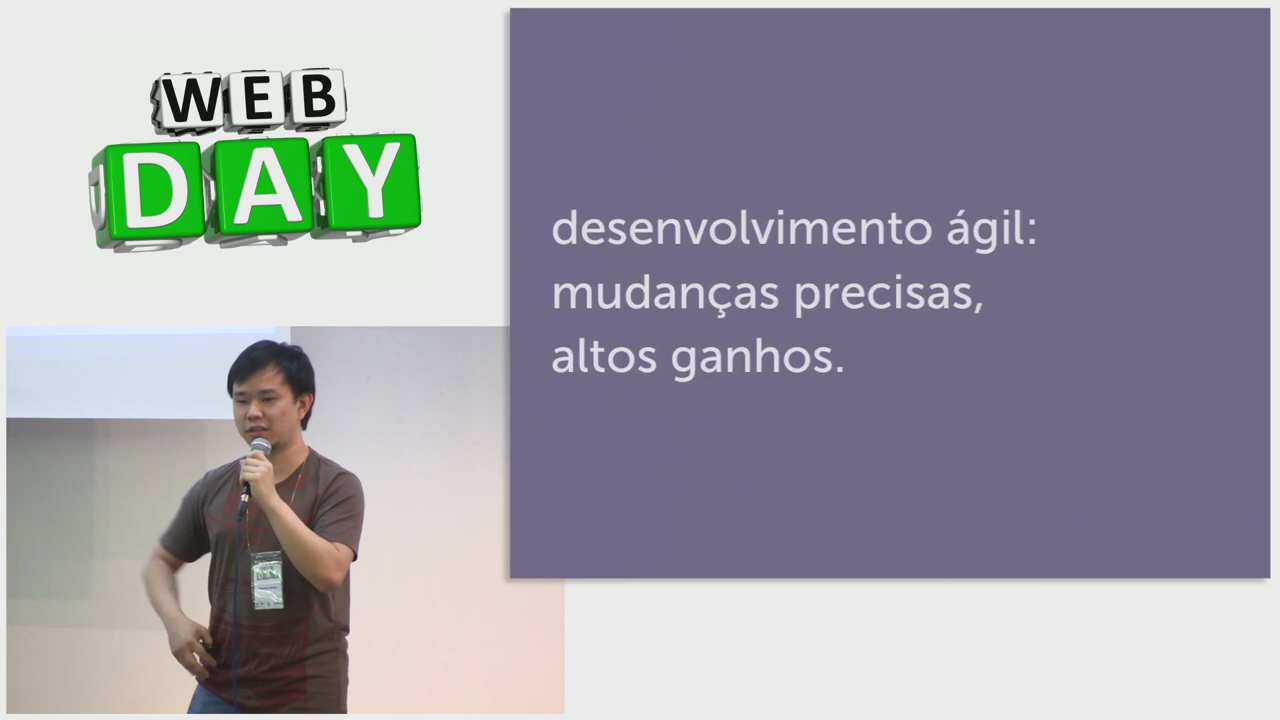 WEB
DAY
desenvolvimento ágil:
mudanças precisas,
altos ganhos.